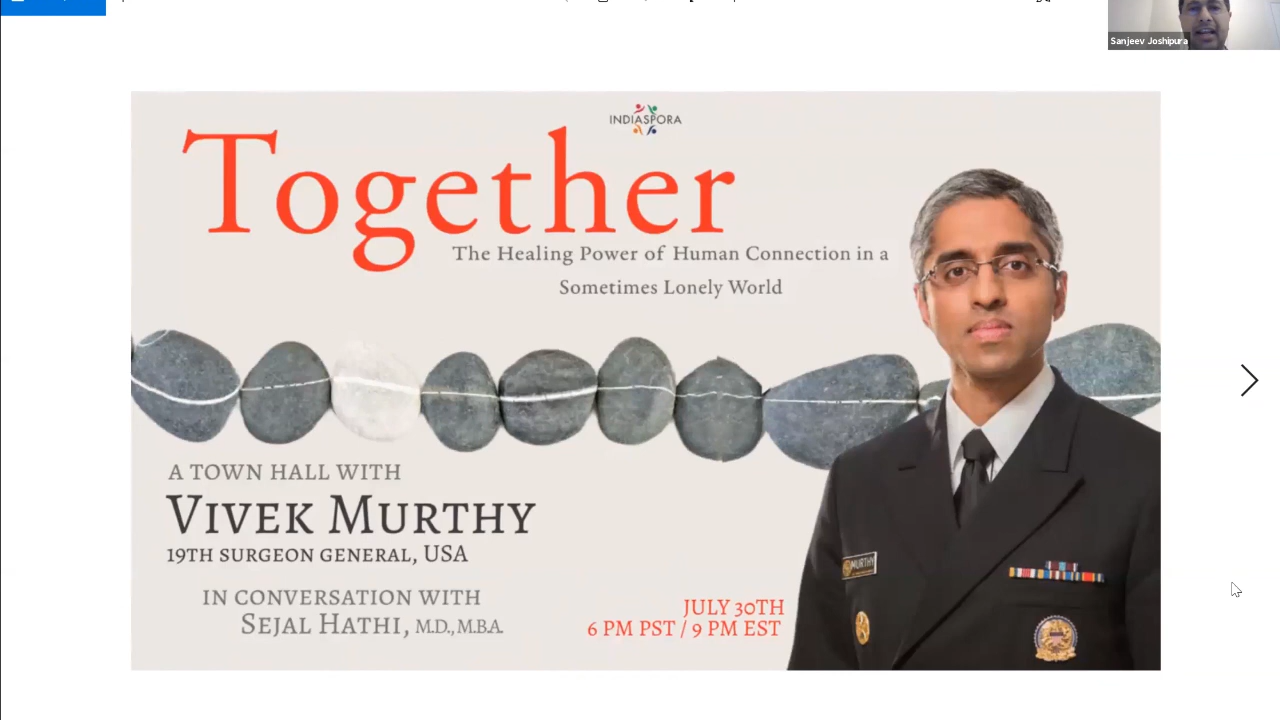 Sanjeev Joshipura
INDIASPORA
Together
The Healing Power of Human Connection in a
Sometimes Lonely World
A TOWN HALL WITH
VIVEK MURTHY
19TH SURGEON GENERAL, USA
IN CONVERSATION WITH
SEJAL HATHI, M.D., M.B.A.
JULY 30TH
6 PM PST / 9 PM EST
MURTHY